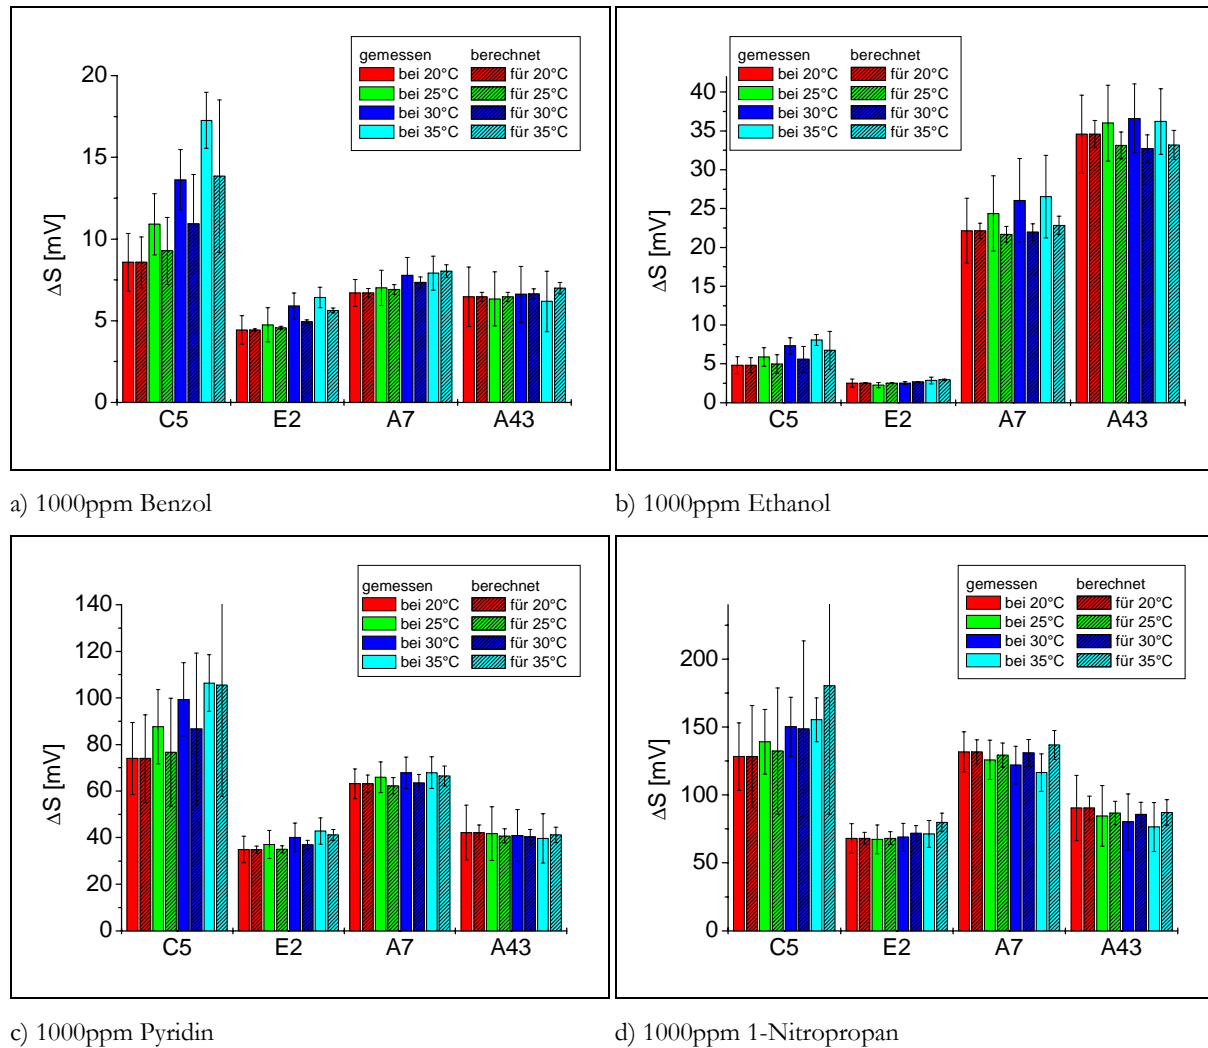 gemessen berechnet
bei 20°C für 20°C
bei 25°C für 25°C
bei 30°C für 30°C
bei 35°C für 35°C
ΔS [mV]
20
15
10
5
0
C5 E2 A7 A43
a) 1000ppm Benzol
gemessen berechnet
bei 20°C für 20°C
bei 25°C für 25°C
bei 30°C für 30°C
bei 35°C für 35°C
ΔS [mV]
40
35
30
25
20
15
10
5
0
C5 E2 A7 A43
b) 1000ppm Ethanol
gemessen berechnet
bei 20°C für 20°C
bei 25°C für 25°C
bei 30°C für 30°C
bei 35°C für 35°C
ΔS [mV]
140
120
100
80
60
40
20
0
C5 E2 A7 A43
c) 1000ppm Pyridin
gemessen berechnet
bei 20°C für 20°C
bei 25°C für 25°C
bei 30°C für 30°C
bei 35°C für 35°C
ΔS [mV]
200
150
100
50
0
C5 E2 A7 A43
d) 1000ppm 1-Nitropropan